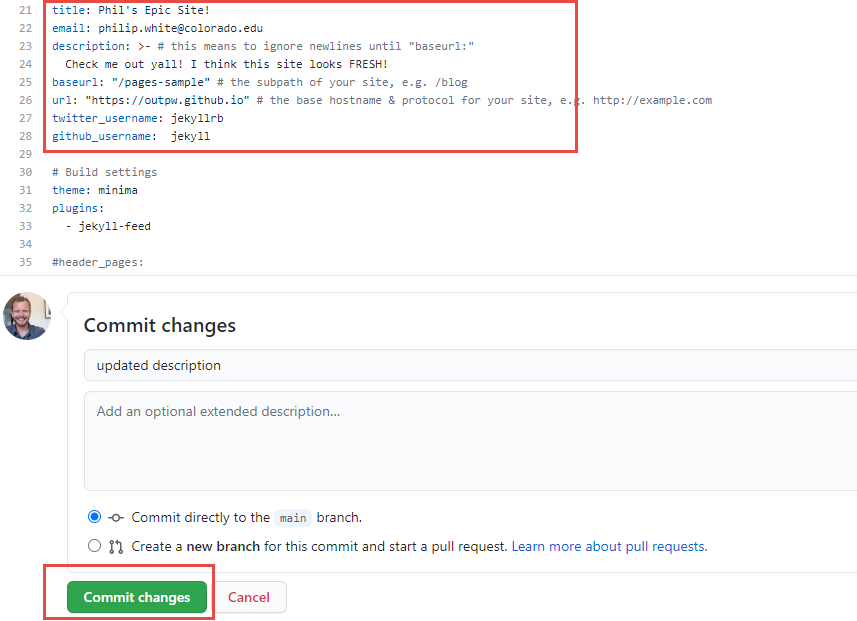 21 title: Phil's Epic Site!
22 email: philip.white@colorado.edu
23 description: >- # this means to ignore newlines until "baseurl:"
24 Check me out yall! I think this site looks FRESH!
25 baseurl: "/pages-sample" # the subpath of your site, e.g. /blog
26 url: "https://outpw.github.io" # the base hostname & protocol for your site, e.g. http://example.com
27 twitter_username: jekyllrb
28 github_username:  jekyll
29
30 # Build settings
31 theme: minima
32 plugins:
33 - jekyll-feed
34
35 #header_pages:
Commit changes
updated description
Add an optional extended description...
Commit directly to the main branch.
Create a new branch for this commit and start a pull request. Learn more about pull requests.
Commit changes Cancel